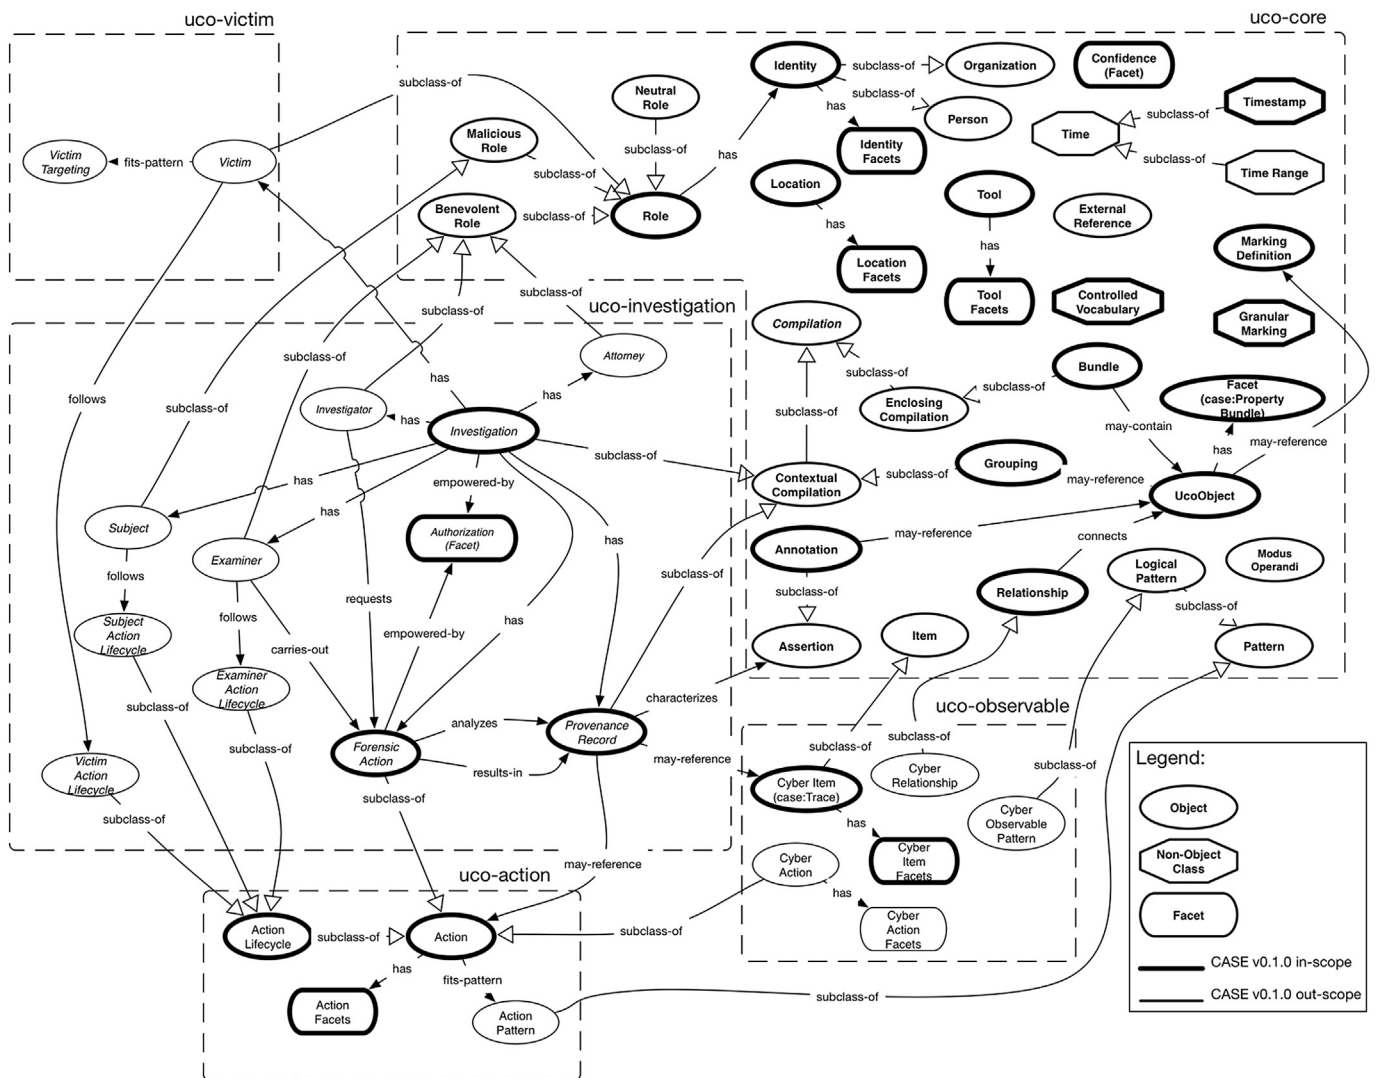 uco-victim
uco-core
subclass-of
Victim
Targeting
fits-pattern
Victim
Neutral
Role
Malicious
Role
subclass-of
subclass-of
Benevolent
Role
subclass-of
Role
has
Identity
subclass-of
Organization
subclass-of
Person
has
Identity
Facets
Confidence
(Facet)
Timestamp
subclass-of
Time
subclass-of
Time Range
Location
has
Location
Facets
Tool
has
Tool
Facets
External
Reference
Marking
Definition
Controlled
Vocabulary
Granular
Marking
Compilation
subclass-of
Enclosing
Compilation
subclass-of
Bundle
Facet
(case:Property
Bundle)
subclass-of
may-contain
has
may-reference
Grouping
subclass-of
Contextual
Compilation
may-reference
UcoObject
Annotation
may-reference
connects
subclass-of
Assertion
Relationship
Logical
Pattern
Modus
Operandi
subclass-of
Pattern
Item
uco-investigation
subclass-of
subclass-of
subclass-of
Attorney
has
has
Investigator
has
Investigation
subclass-of
follows
subclass-of
has
has
empowered-by
Authorization
(Facet)
has
subclass-of
Subject
Examiner
follows
follows
Subject
Action
Lifecycle
Examiner
Action
Lifecycle
requests
carries-out
empowered-by
has
subclass-of
subclass-of
Victim
Action
Lifecycle
subclass-of
Forensic
Action
analyzes
results-in
Provenance
Record
characterizes
may-reference
subclass-of
may-reference
uco-observable
subclass-of
subclass-of
subclass-of
Cyber Item
(case:Trace)
Cyber
Relationship
Cyber
Observable
Pattern
has
Cyber
Item
Facets
Cyber
Action
has
Cyber
Action
Facets
subclass-of
uco-action
Action
Lifecycle
subclass-of
Action
has
fits-pattern
Action
Facets
Action
Pattern
subclass-of
Legend:
Object
Non-Object
Class
Facet
CASE v0.1.0 in-scope
CASE v0.1.0 out-scope